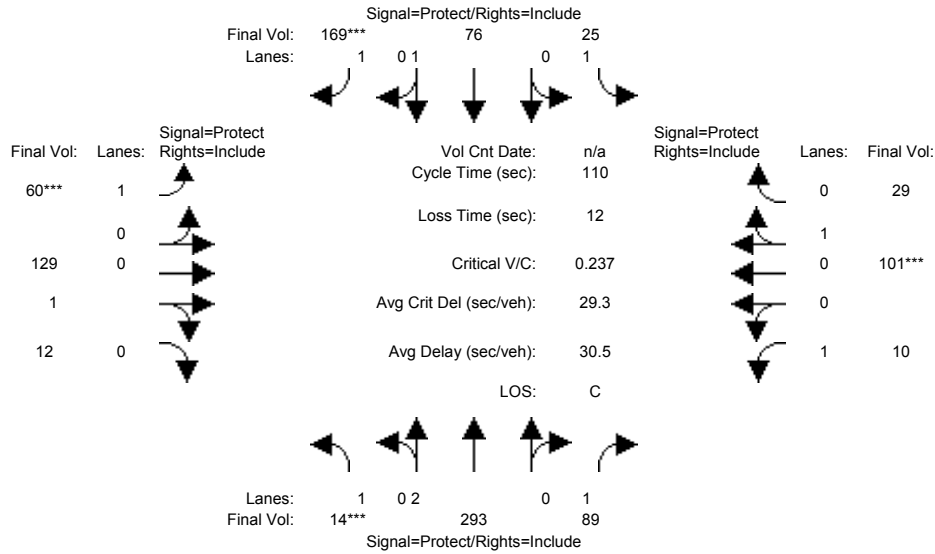 Signal=Protect/Rights=Include
Final Vol: 169*** 76 25
Lanes: 1 0 1 0 1
Signal=Protect
Final Vol: Lanes: Rights=Include
Vol Cnt Date: n/a
Signal=Protect
Rights=Include Lanes: Final Vol:
Cycle Time (sec): 110
60*** 1
0 29
Loss Time (sec): 12
0
1
129 0
Critical V/C: 0.237
0 101***
1
Avg Crit Del (sec/veh): 29.3
0
12 0
Avg Delay (sec/veh): 30.5
1 10
LOS: C
Lanes: 1 0 2 0 1
Final Vol: 14*** 293 89
Signal=Protect/Rights=Include